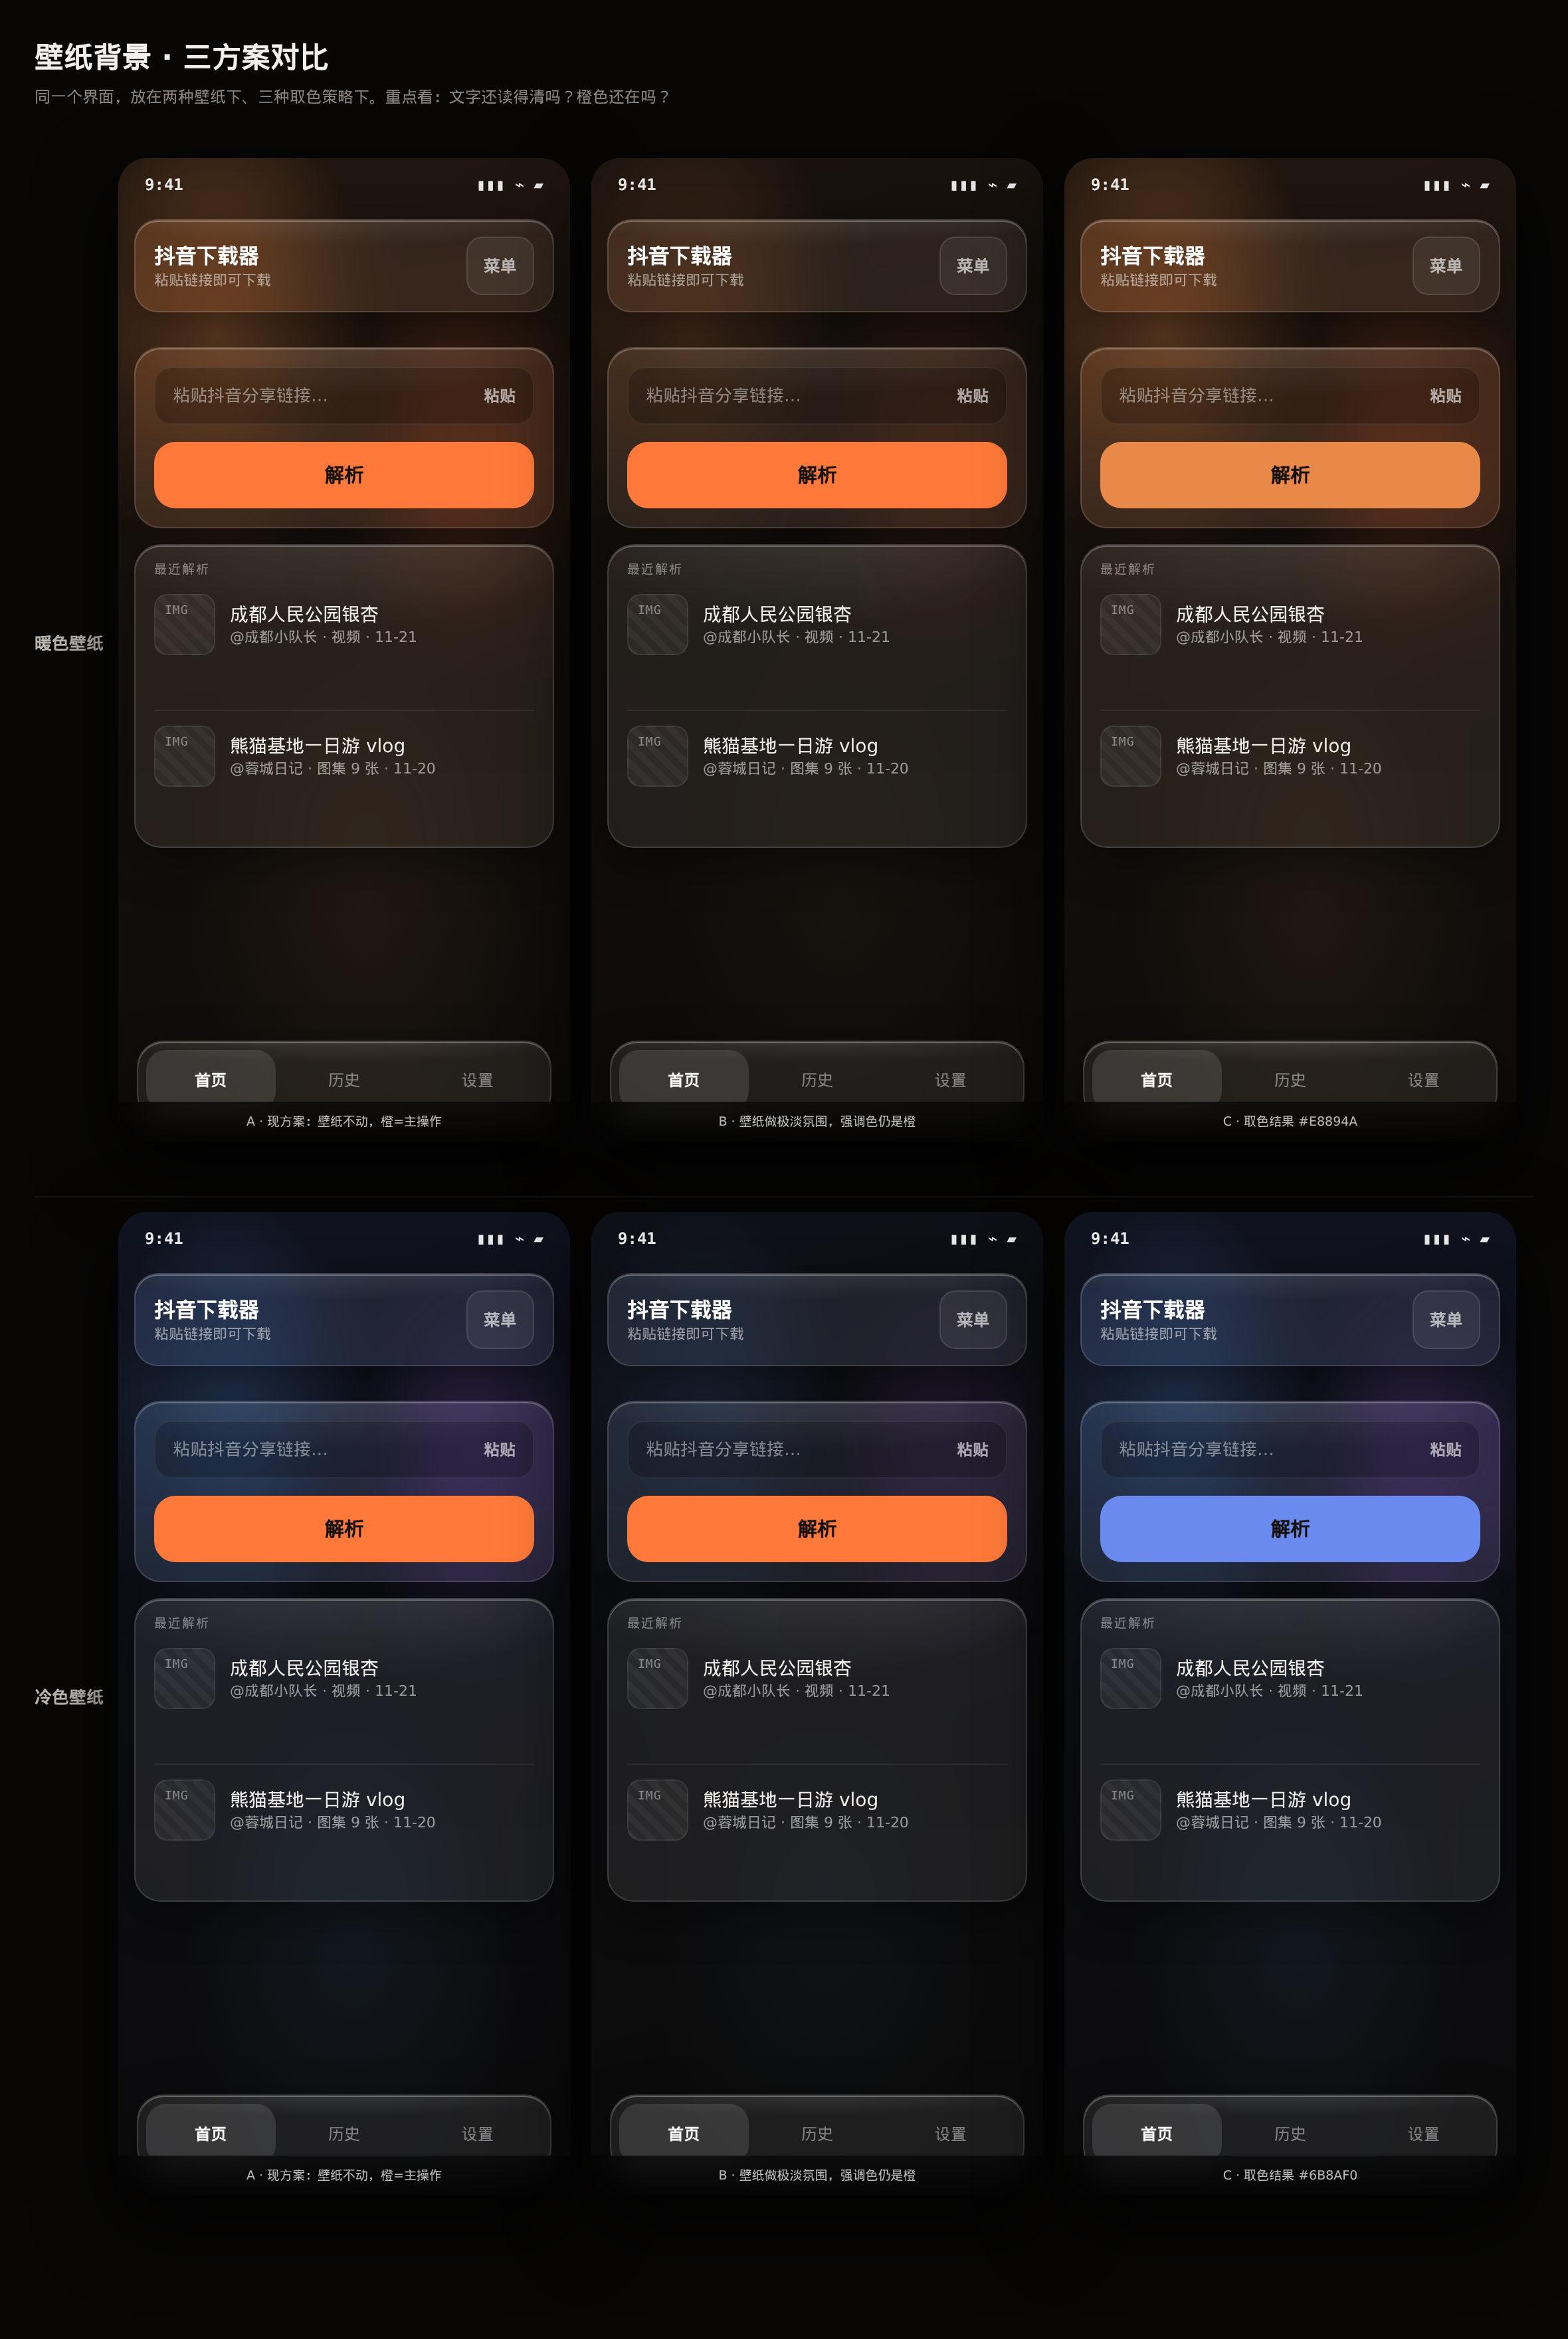 壁纸背景 · 三方案对比
同一个界面，放在两种壁纸下、三种取色策略下。重点看：文字还读得清吗？橙色还在吗？
暖色壁纸
9:41
抖音下载器
粘贴链接即可下载
菜单
粘贴抖音分享链接…
粘贴
解析
最近解析
IMG
成都人民公园银杏
@成都小队长 · 视频 · 11-21
IMG
熊猫基地一日游 vlog
@蓉城日记 · 图集 9 张 · 11-20
首页
历史
设置
A · 现方案：壁纸不动，橙=主操作
9:41
抖音下载器
粘贴链接即可下载
菜单
粘贴抖音分享链接…
粘贴
解析
最近解析
IMG
成都人民公园银杏
@成都小队长 · 视频 · 11-21
IMG
熊猫基地一日游 vlog
@蓉城日记 · 图集 9 张 · 11-20
首页
历史
设置
B · 壁纸做极淡氛围，强调色仍是橙
9:41
抖音下载器
粘贴链接即可下载
菜单
粘贴抖音分享链接…
粘贴
解析
最近解析
IMG
成都人民公园银杏
@成都小队长 · 视频 · 11-21
IMG
熊猫基地一日游 vlog
@蓉城日记 · 图集 9 张 · 11-20
首页
历史
设置
C · 取色结果 #E8894A
冷色壁纸
9:41
抖音下载器
粘贴链接即可下载
菜单
粘贴抖音分享链接…
粘贴
解析
最近解析
IMG
成都人民公园银杏
@成都小队长 · 视频 · 11-21
IMG
熊猫基地一日游 vlog
@蓉城日记 · 图集 9 张 · 11-20
首页
历史
设置
A · 现方案：壁纸不动，橙=主操作
9:41
抖音下载器
粘贴链接即可下载
菜单
粘贴抖音分享链接…
粘贴
解析
最近解析
IMG
成都人民公园银杏
@成都小队长 · 视频 · 11-21
IMG
熊猫基地一日游 vlog
@蓉城日记 · 图集 9 张 · 11-20
首页
历史
设置
B · 壁纸做极淡氛围，强调色仍是橙
9:41
抖音下载器
粘贴链接即可下载
菜单
粘贴抖音分享链接…
粘贴
解析
最近解析
IMG
成都人民公园银杏
@成都小队长 · 视频 · 11-21
IMG
熊猫基地一日游 vlog
@蓉城日记 · 图集 9 张 · 11-20
首页
历史
设置
C · 取色结果 #6B8AF0